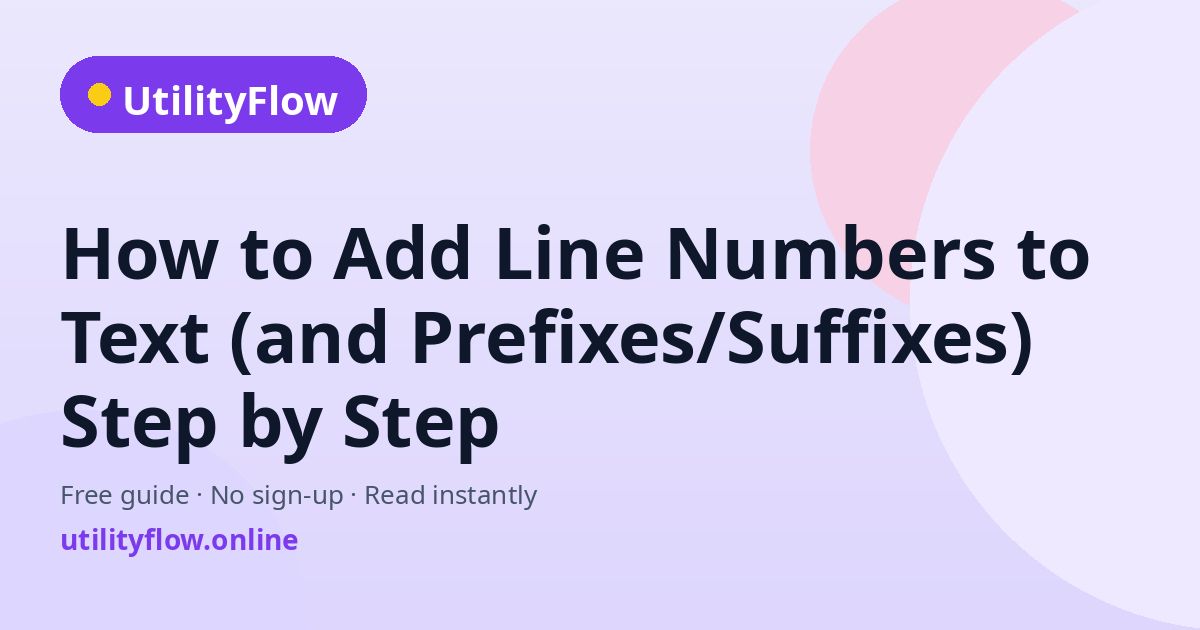 UtilityFlow
How to Add Line Numbers to
Text (and Prefixes/Suffixes)
Step by Step
Free guide · No sign-up · Read instantly
utilityflow.online